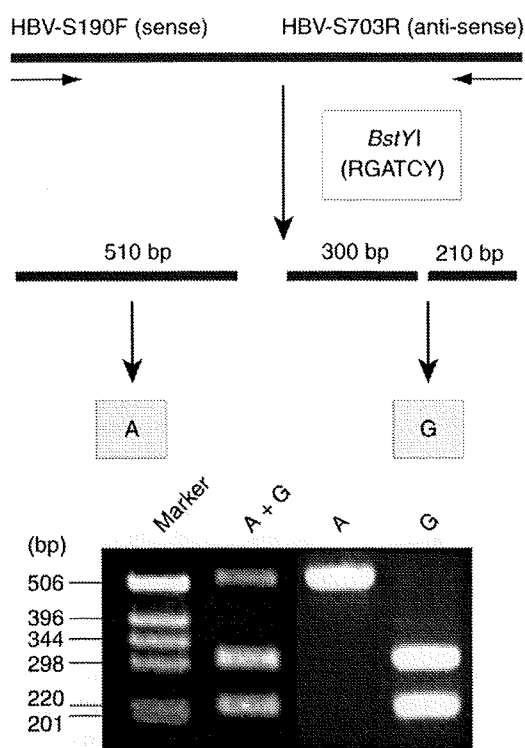 HBV-S190F (sense) HBV-S703R (anti-sense)
BstYI
(RGATCY)
510 bp 300 bp 210 bp
A G
Marker A + G A G
(bp)
506
396
344
298
220
201